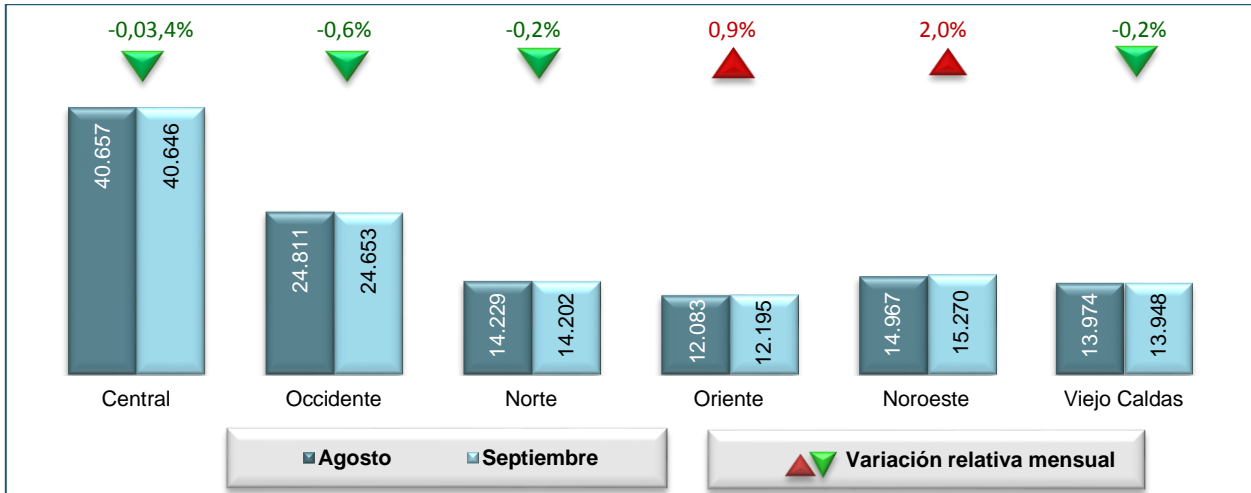 -0,03,4% -0,6% -0,2% 0,9% 2,0% -0,2%
40.657 40.646 24.811 24.653 14.229 14.202 12.083 12.195 14.967 15.270 13.974 13.948
Central Occidente Norte Oriente Noroeste Viejo Caldas
Agosto Septiembre Variación relativa mensual